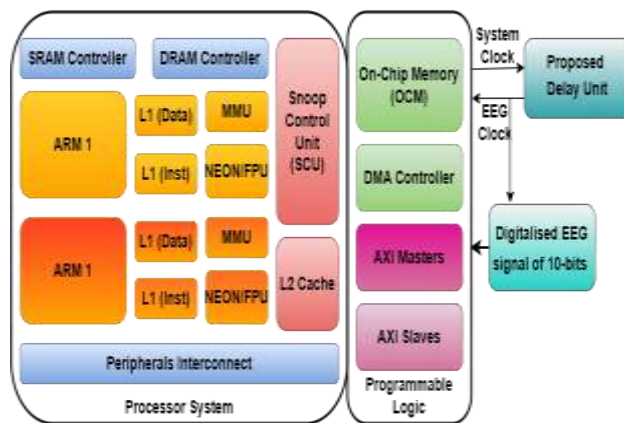 SRAM Controller
DRAM Controller
ARM 1
L1 (Data)
MMU
L1 (Inst)
NEON/FPU
ARM 1
L1 (Data)
MMU
L1 (Inst)
NEON/FPU
Snoop
Control
Unit
(SCU)
L2 Cache
Peripherals Interconnect
Processor System
On-Chip Memory
(OCM)
DMA Controller
AXI Masters
AXI Slaves
Programmable
Logic
System
Clock
EEG
Clock
Proposed
Delay Unit
Digitalised EEG
signal of 10-bits